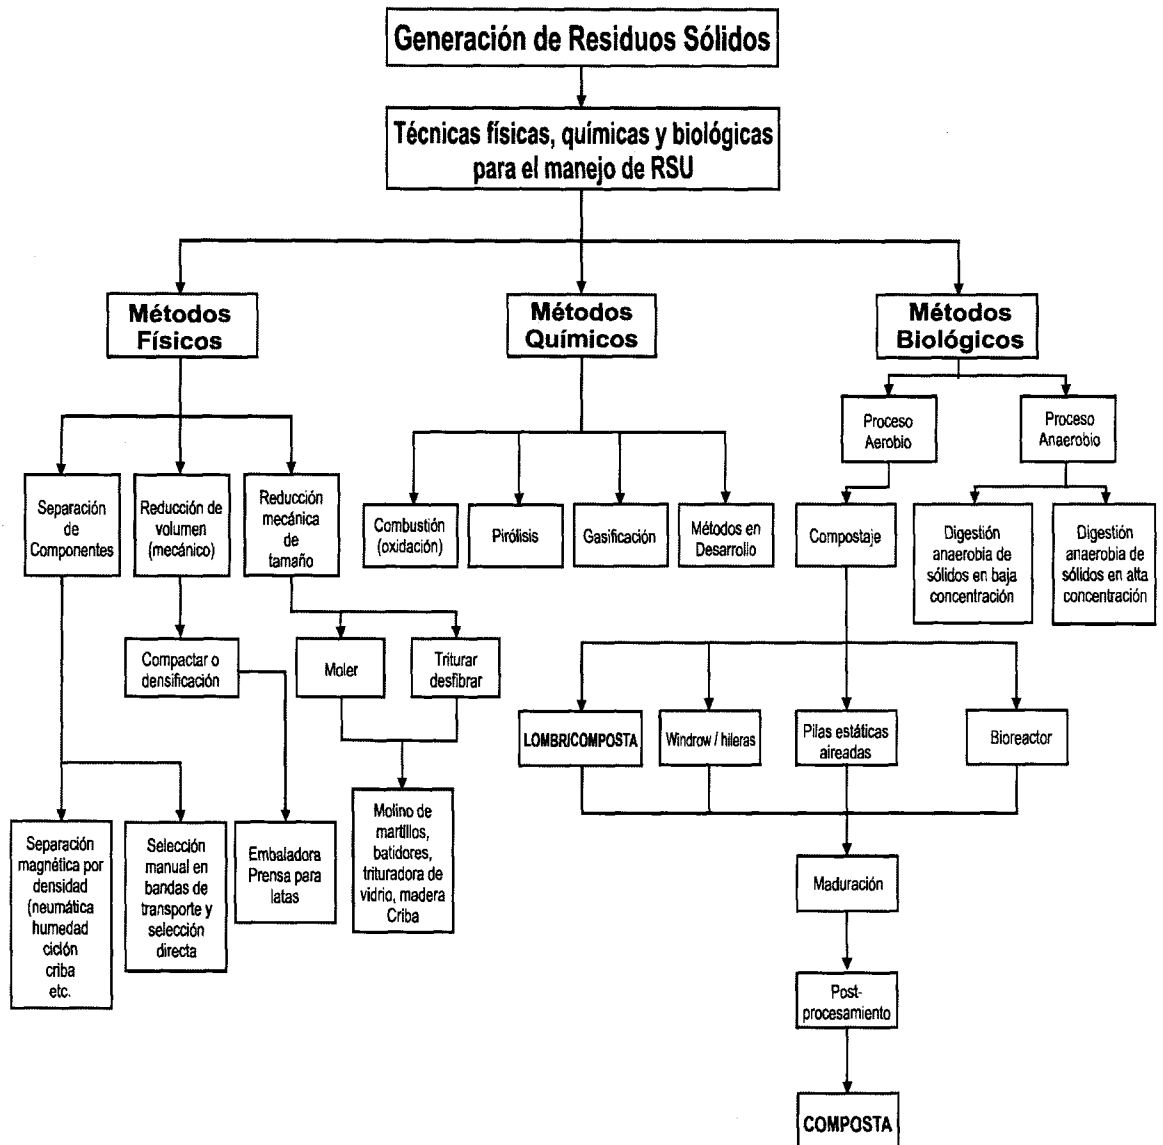 Generación de Residuos Sólidos
Técnicas físicas, químicas y biológicas
para el manejo de RSU
Métodos
Físicos
Métodos
Químicos
Métodos
Biológicos
Proceso
Aerobio
Proceso
Anaerobio
Separación
de
Componentes
Reducción de
volumen
(mecánico)
Reducción
mecánica
de
tamaño
Combustión
(oxidación)
Pirólisis
Gasificación
Métodos en
Desarrollo
Compostaje
Digestión
anaerobia de
sólidos en baja
concentración
Digestión
anaerobia de
sólidos en alta
concentración
Compactar o
densificación
Moler
Triturar
desfibrar
LOMBRICOMPOSTA
Windrow / hileras
Pilas estáticas
aireadas
Bioreactor
Separación
magnética por
densidad
(neumática
humedad
ciclón
criba
etc.
Selección
manual en
bandas de
transporte y
selección
directa
Embaladora
Prensa para
latas
Molino de
martillos,
batidores,
trituradora de
vidrio, madera
Criba
Maduración
Post-
procesamiento
COMPOSTA